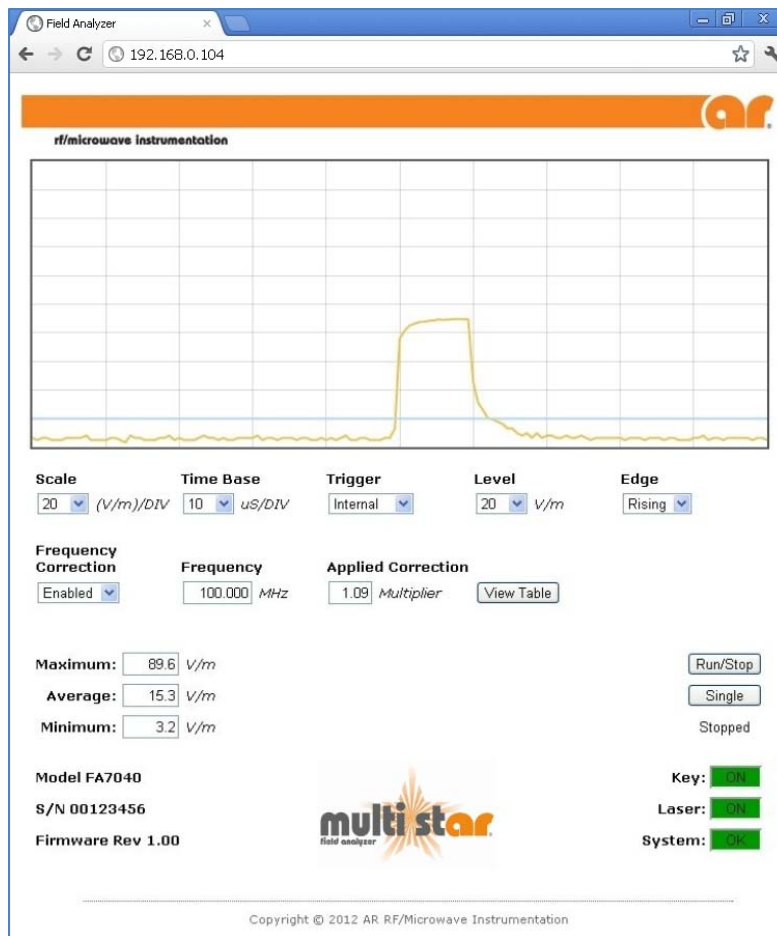 Field Analyzer
192.168.0.104
ar
rf/microwave instrumentation
Scale Time Base Trigger Level Edge
20 (V/m)/DIV 10 uS/DIV Internal 20 V/m Rising
Frequency
Correction Frequency Applied Correction
Enabled 100.000 MHz 1.09 Multiplier View Table
Maximum: 89.6 V/m Run/Stop
Average: 15.3 V/m Single
Minimum: 3.2 V/m Stopped
Model FA7040 Key: ON
S/N 00123456 Laser: ON
Firmware Rev 1.00 System: OK
multi star
field analyzer
Copyright © 2012 AR RF/Microwave Instrumentation